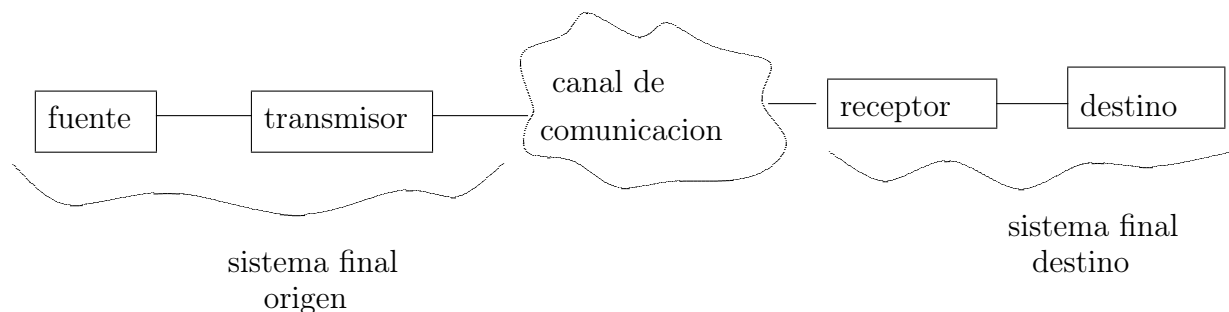 fuente
transmisor
canal de
comunicacion
receptor
destino
sistema final
origen
sistema final
destino